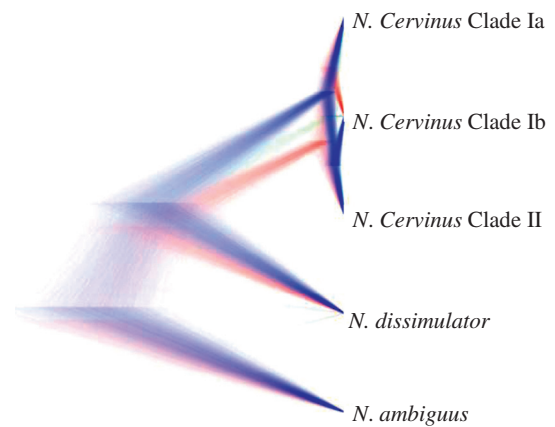 N. Cervinus Clade Ia
N. Cervinus Clade Ib
N. Cervinus Clade II
N. dissimulator
N. ambiguus